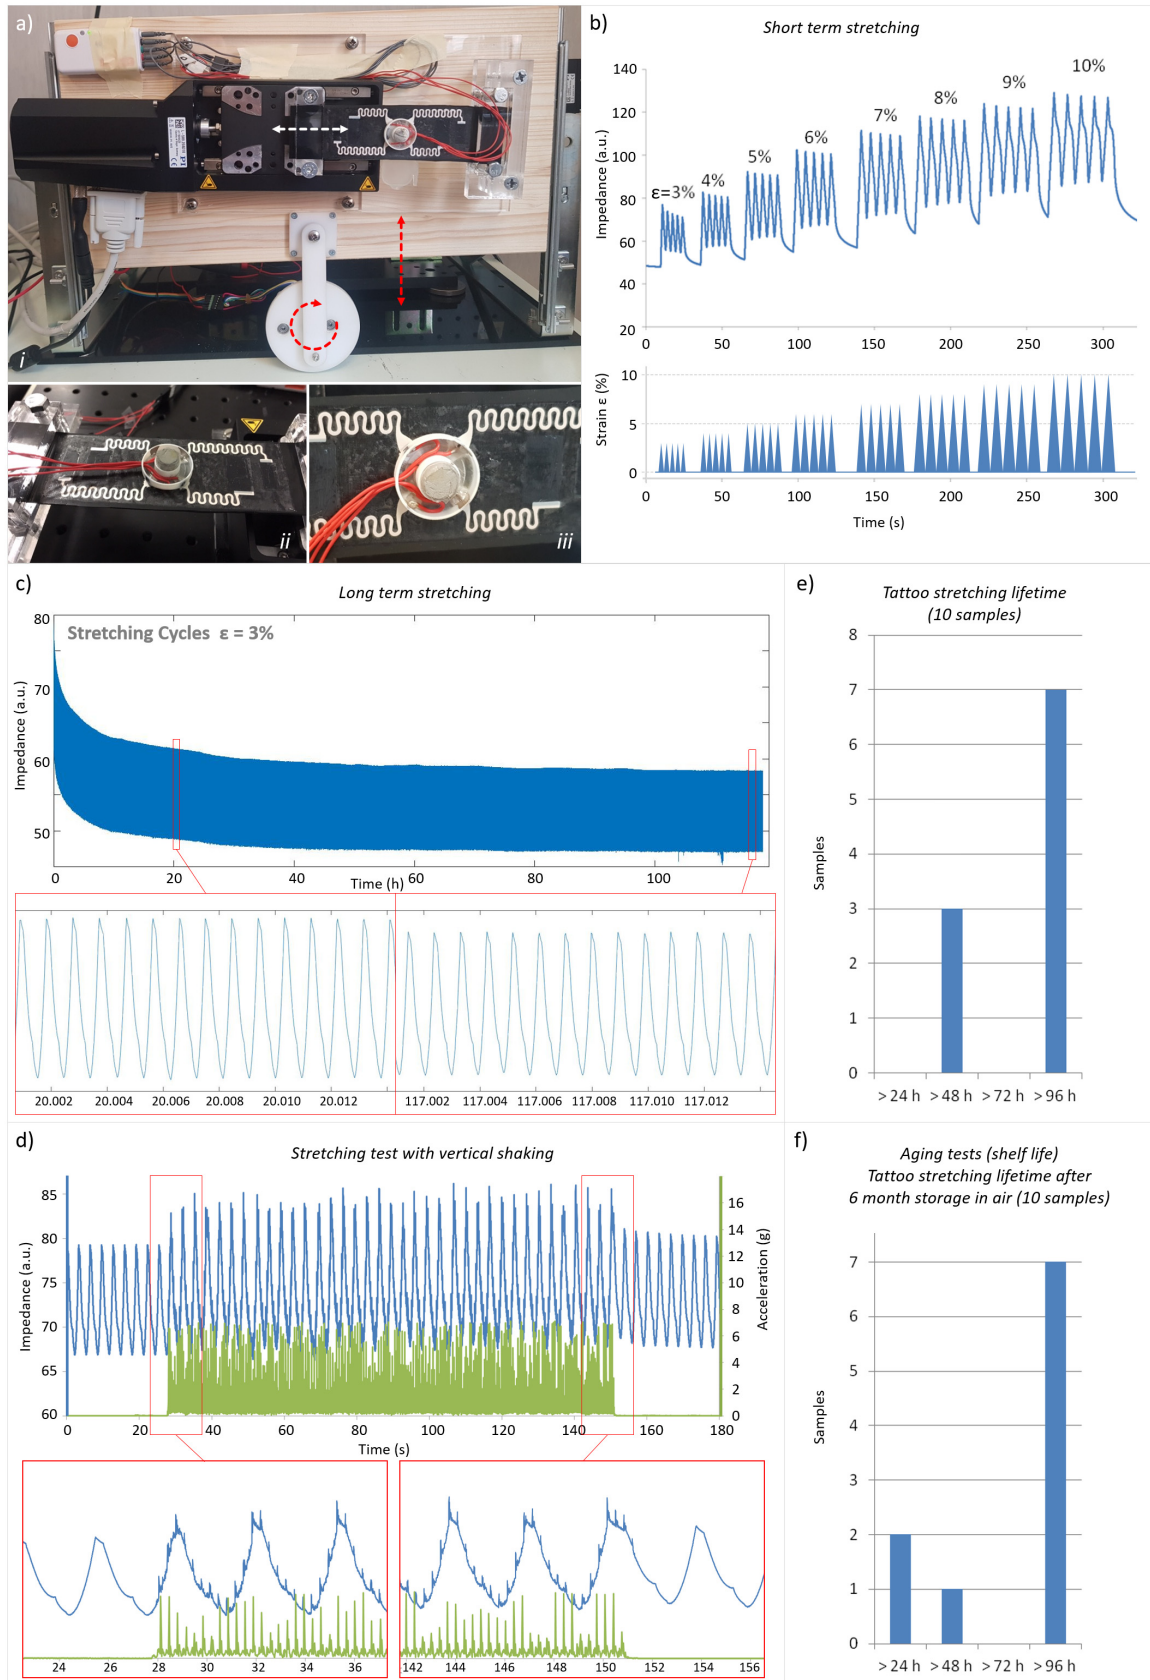 a)
i
ii
iii
b)
Short term stretching
Impedance (a.u.)
140
120
100
80
60
40
20
ε=3%
4%
5%
6%
7%
8%
9%
10%
0 50 100 150 200 250 300
Strain ε (%)
10
5
0
0 50 100 150 200 250 300
Time (s)
c)
Long term stretching
Stretching Cycles ε = 3%
Impedance (a.u.)
80
70
60
50
0 20 40 60 80 100
Time (h)
20.002 20.004 20.006 20.008 20.010 20.012
117.002 117.004 117.006 117.008 117.010 117.012
d)
Stretching test with vertical shaking
Impedance (a.u.)
85
80
75
70
65
60
Acceleration (g)
16
14
12
10
8
6
4
2
0
0 20 40 60 80 100 120 140 160 180
Time (s)
24 26 28 30 32 34 36
142 144 146 148 150 152 154 156
e)
Tattoo stretching lifetime
(10 samples)
Samples
8
7
6
5
4
3
2
1
0
> 24 h > 48 h > 72 h > 96 h
f)
Aging tests (shelf life)
Tattoo stretching lifetime after
6 month storage in air (10 samples)
Samples
7
6
5
4
3
2
1
0
> 24 h > 48 h > 72 h > 96 h